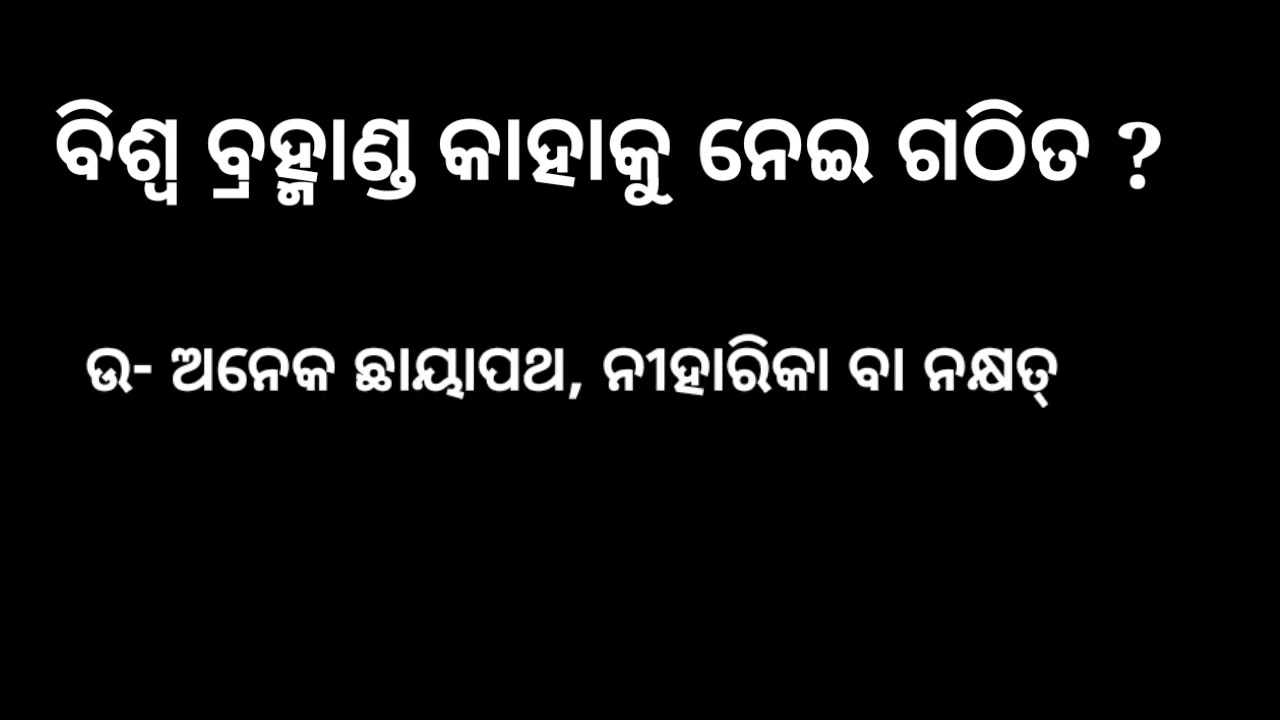 ବିଶ୍ୱ ବ୍ରହ୍ମାଣ୍ଡ କାହାକୁ ନେଇ ଗଠିତ ?
ଉ- ଅନେକ ଛାୟାପଥ, ନୀହାରିକା ବା ନକ୍ଷତ୍